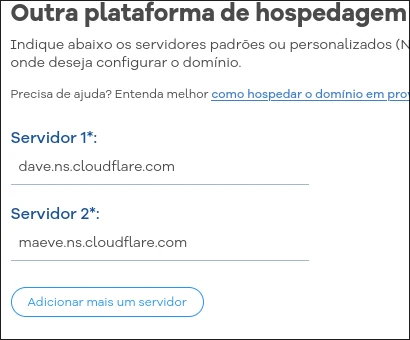 Outra plataforma de hospedagem
Indique abaixo os servidores padrões ou personalizados (N
onde deseja configurar o domínio.
Precisa de ajuda? Entenda melhor como hospedar o domínio em pro
Servidor 1*:
dave.ns.cloudflare.com
Servidor 2*:
maeve.ns.cloudflare.com
Adicionar mais um servidor